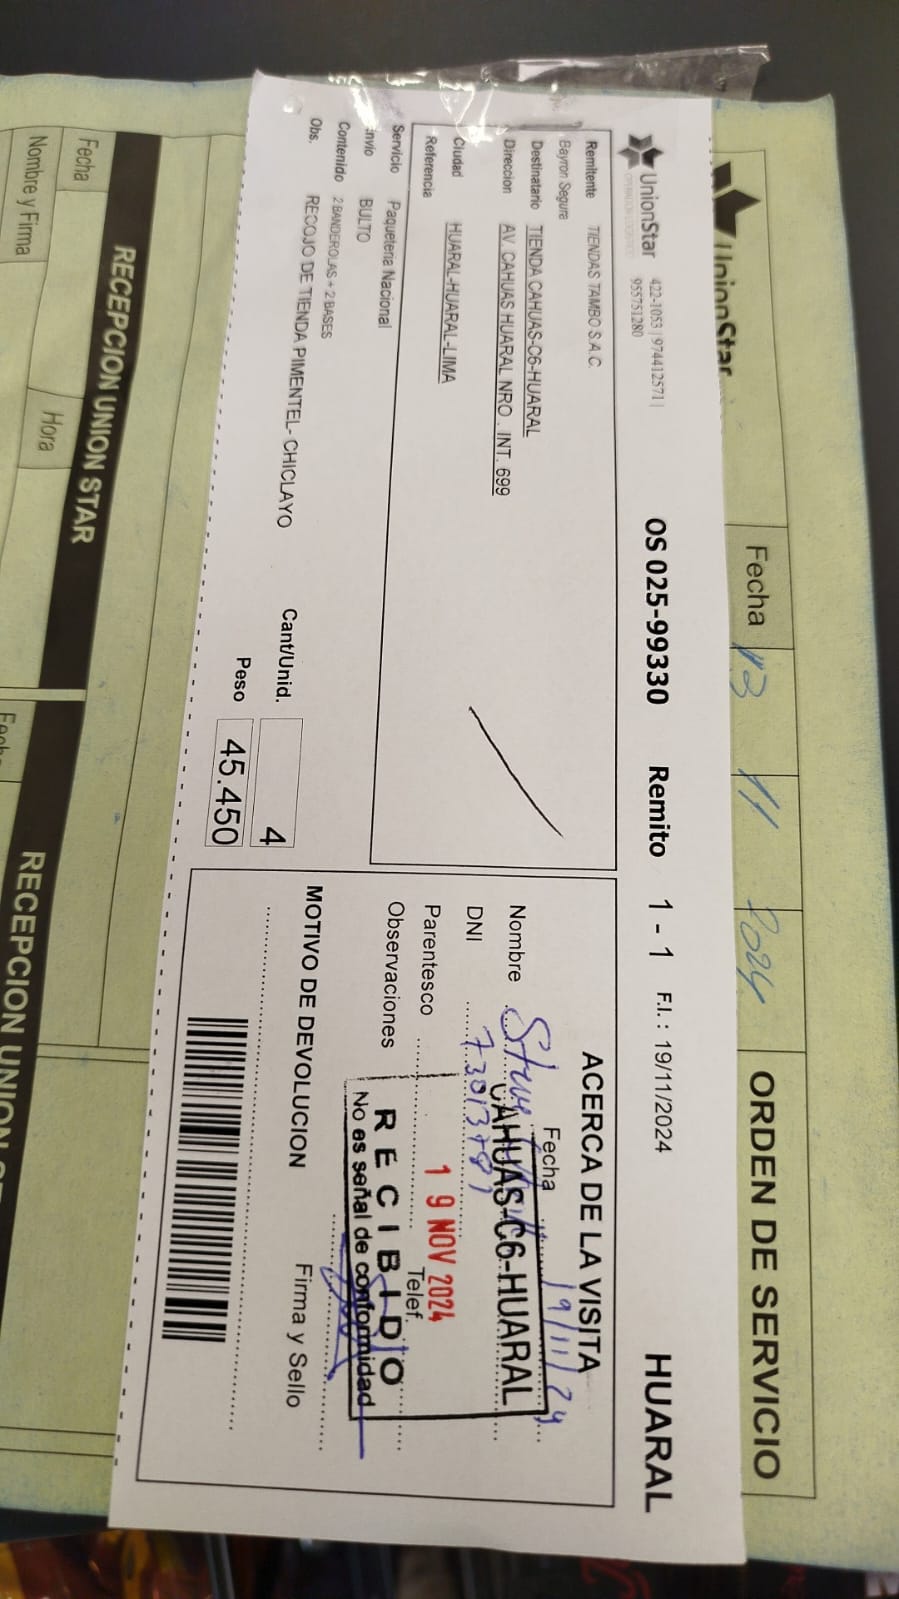 UnionStar
Fecha 13 11 2024 ORDEN DE SERVICIO
UnionStar 422-1053 | 974412571 |
955751280
OS 025-99330 Remito 1 - 1 F.I. : 19/11/2024 HUARAL
Remitente TIENDAS TAMBO S.A.C.
Bayron Segura
Destinatario TIENDA CAHUAS-C6-HUARAL
Direccion AV. CAHUAS HUARAL NRO . INT. 699
Ciudad HUARAL-HUARAL-LIMA
Referencia
Servicio Paqueteria Nacional
Envio BULTO
Contenido 2 BANDEROLAS + 2 BASES
Obs. RECOJO DE TIENDA PIMENTEL- CHICLAYO
Cant/Unid. 4
Peso 45.450
ACERCA DE LA VISITA
Fecha 19/11/24
Nombre
CAHUAS-C6-HUARAL
DNI
Parentesco
19 NOV 2024
Telef.
Observaciones
RECIBIDO
No es señal de conformidad
MOTIVO DE DEVOLUCION
Firma y Sello
RECEPCION UNION STAR
Fecha
Hora
Nombre y Firma
RECEPCION UNION
Fecha